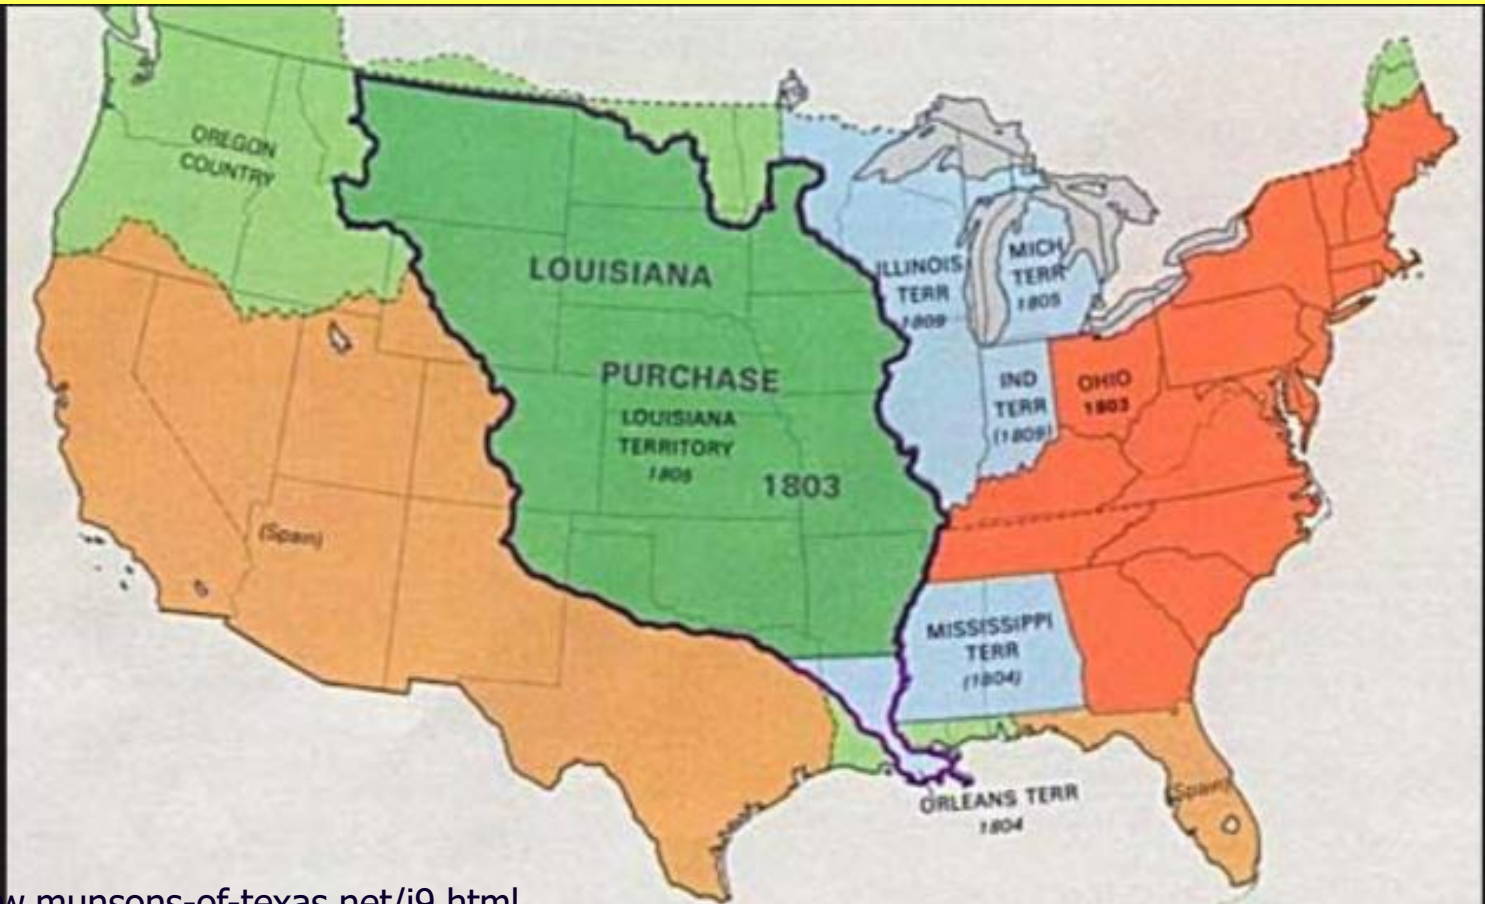 OREGON
COUNTRY
LOUISIANA
PURCHASE
LOUISIANA
TERRITORY
1805
1803
(Spain)
ILLINOIS
TERR
1809
MICH
TERR
1805
IND
TERR
(1809)
OHIO
1803
MISSISSIPPI
TERR
(1804)
ORLEANS TERR
1804
(Spain)
w.munsons-of-texas.net/j9.html